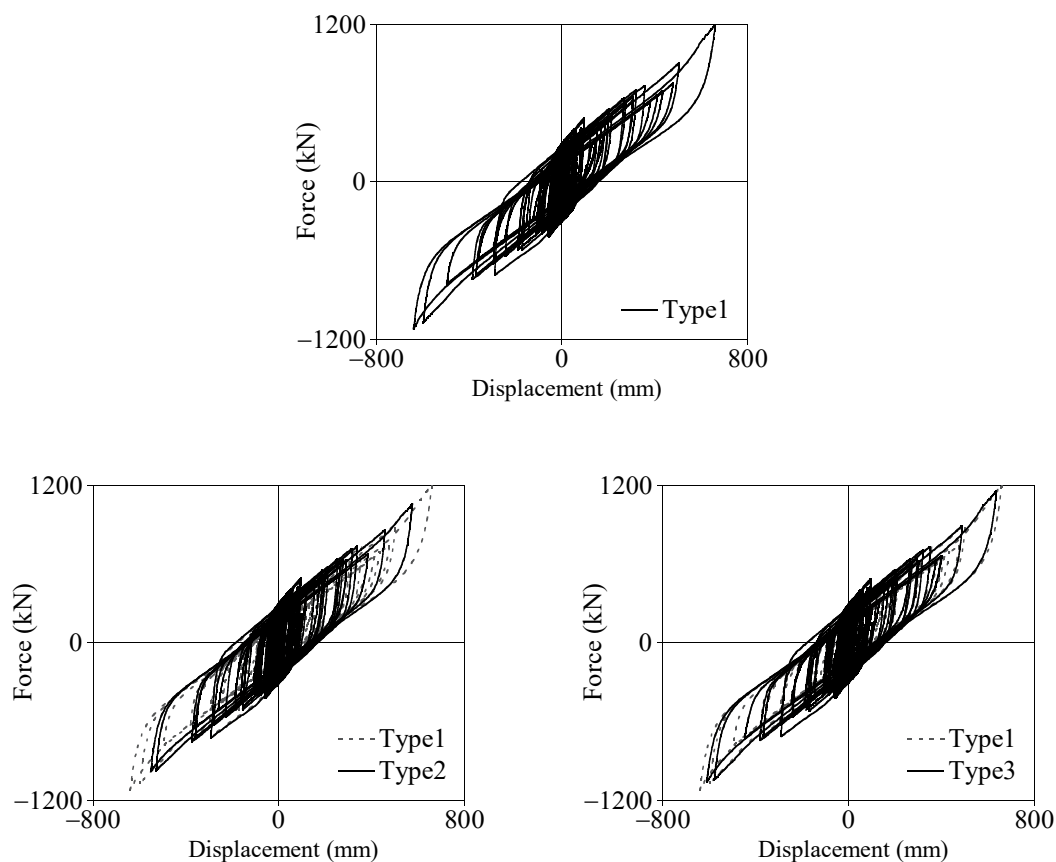 1200
Force (kN)
0
Type1
−1200
−800
0
800
Displacement (mm)
1200
Force (kN)
0
Type1
Type2
−1200
−800
0
800
Displacement (mm)
1200
Force (kN)
0
Type1
Type3
−1200
−800
0
800
Displacement (mm)